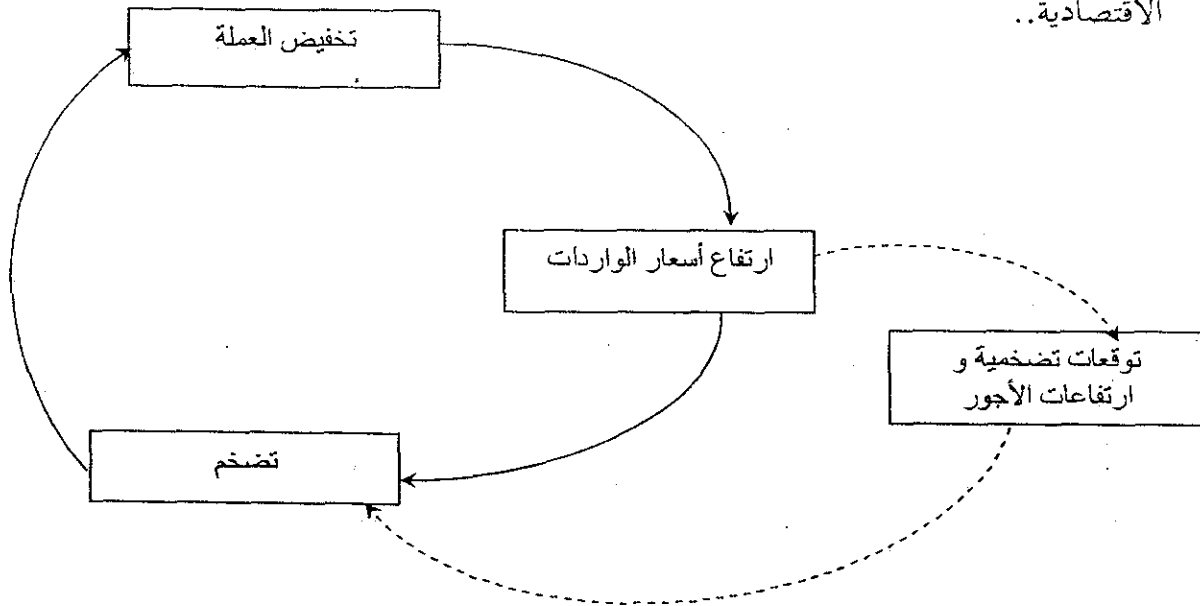 الاقتصادية..
تخفيض العملة
ارتفاع أسعار الواردات
توقعات تضخمية و
ارتفاعات الأجور
تضخم